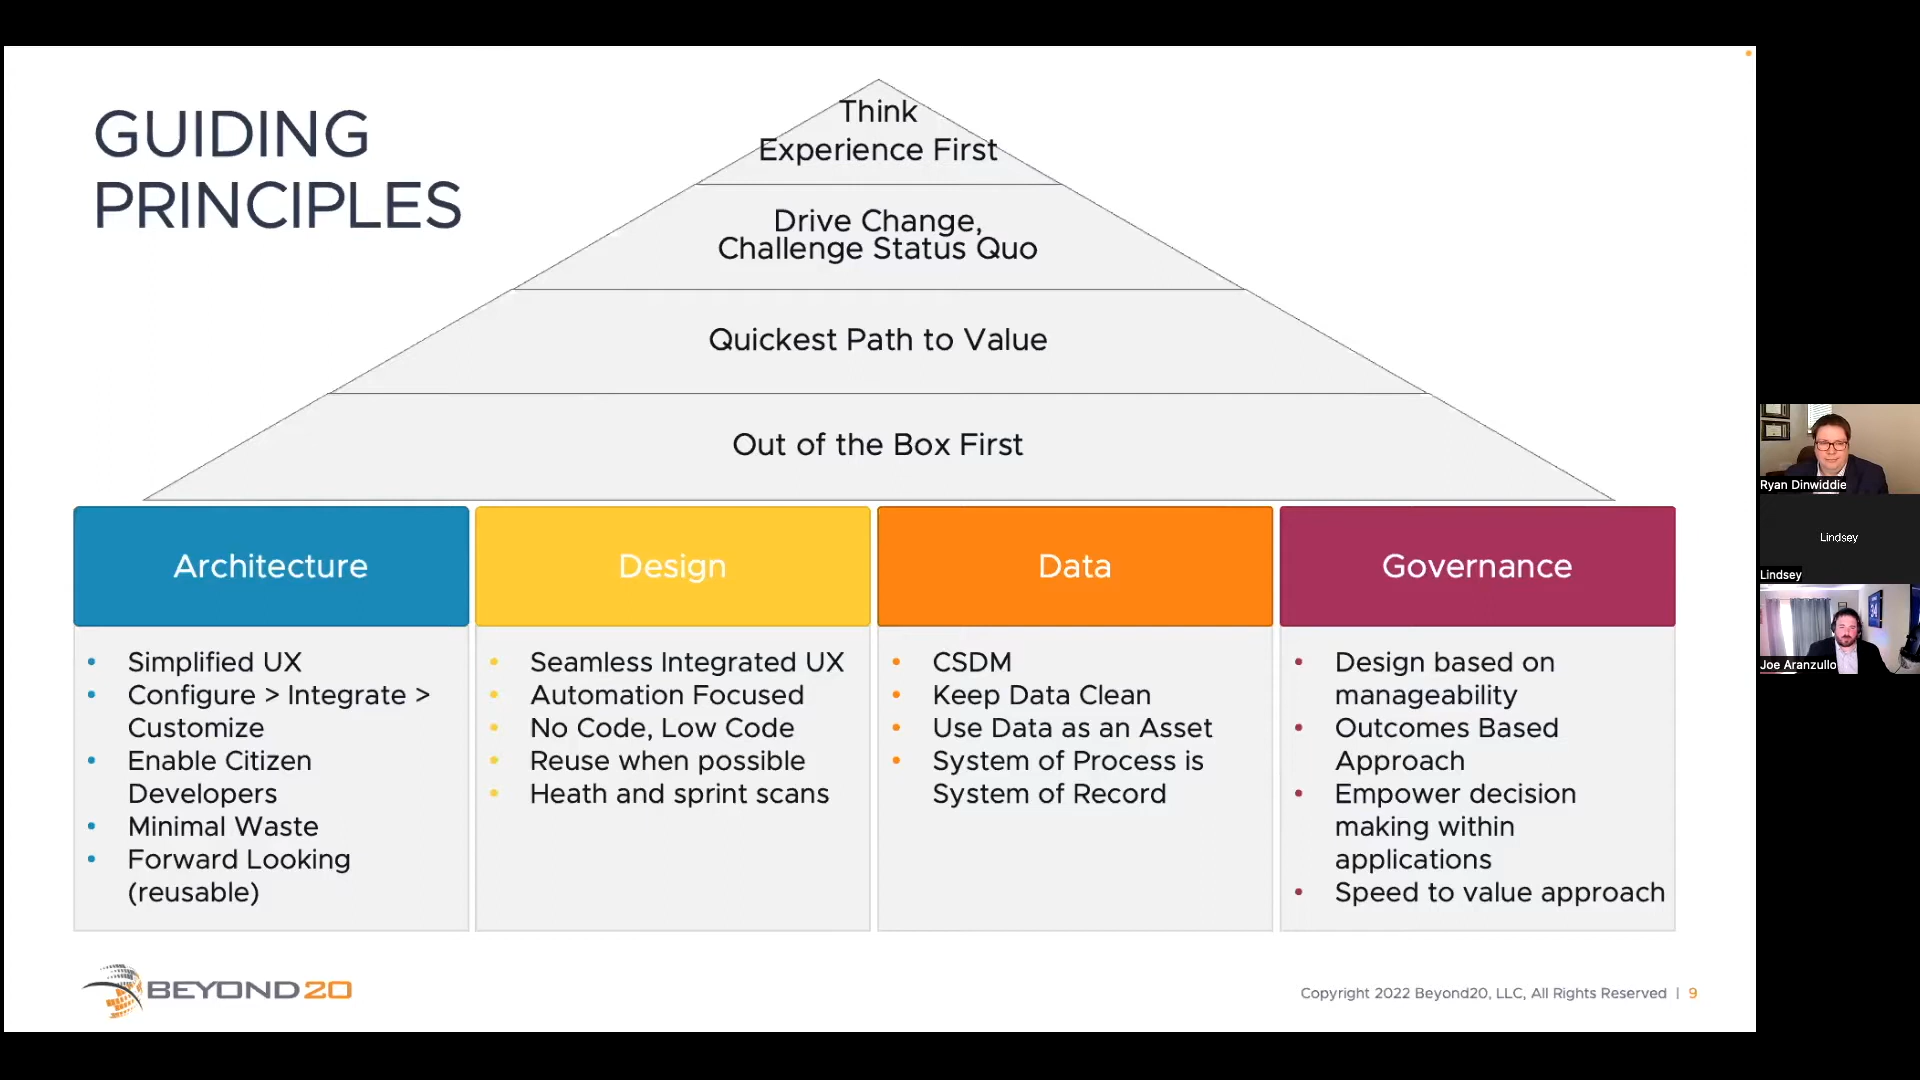 GUIDING
PRINCIPLES
Think
Experience First
Drive Change,
Challenge Status Quo
Quickest Path to Value
Out of the Box First
Architecture
Simplified UX
Configure > Integrate >
Customize
Enable Citizen
Developers
Minimal Waste
Forward Looking
(reusable)
Design
Seamless Integrated UX
Automation Focused
No Code, Low Code
Reuse when possible
Heath and sprint scans
Data
CSDM
Keep Data Clean
Use Data as an Asset
System of Process is
System of Record
Governance
Design based on
manageability
Outcomes Based
Approach
Empower decision
making within
applications
Speed to value approach
BEYOND20
Copyright 2022 Beyond20, LLC, All Rights Reserved | 9
Ryan Dinwiddie
Lindsey
Lindsey
Joe Aranzullo